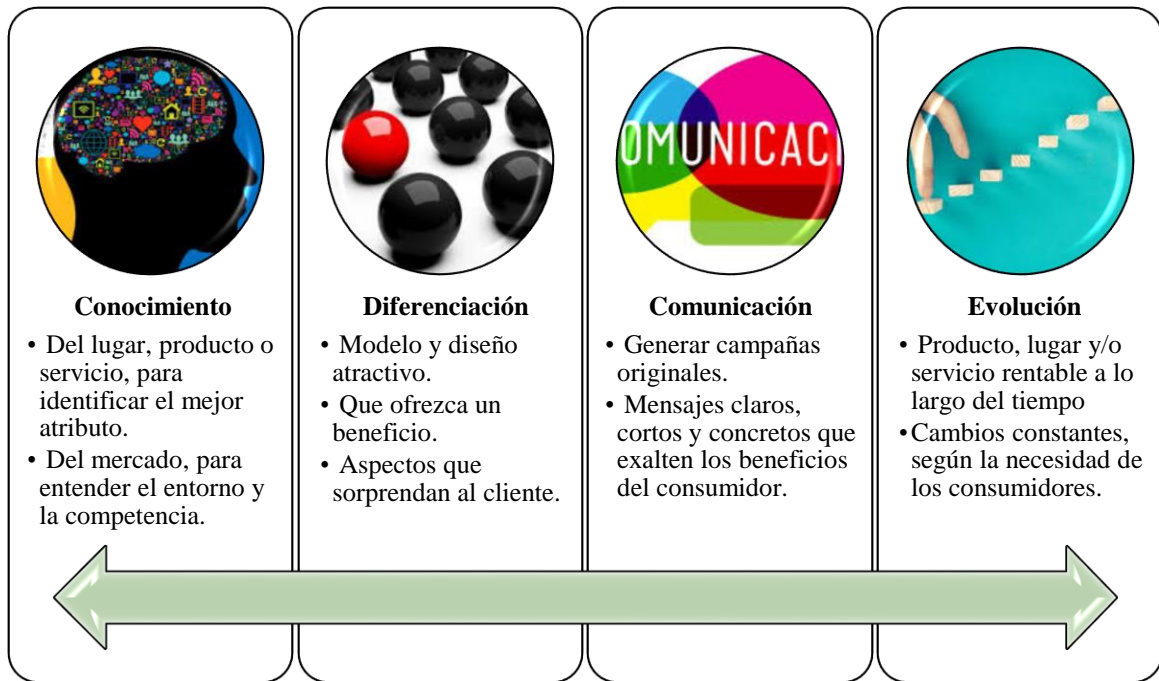 OMUNICACI
Conocimiento
• Del lugar, producto o
servicio, para
identificar el mejor
atributo.
• Del mercado, para
entender el entorno y
la competencia.
Diferenciación
• Modelo y diseño
atractivo.
• Que ofrezca un
beneficio.
• Aspectos que
sorprendan al cliente.
Comunicación
• Generar campañas
originales.
• Mensajes claros,
cortos y concretos que
exalten los beneficios
del consumidor.
Evolución
• Producto, lugar y/o
servicio rentable a lo
largo del tiempo
•Cambios constantes,
según la necesidad de
los consumidores.